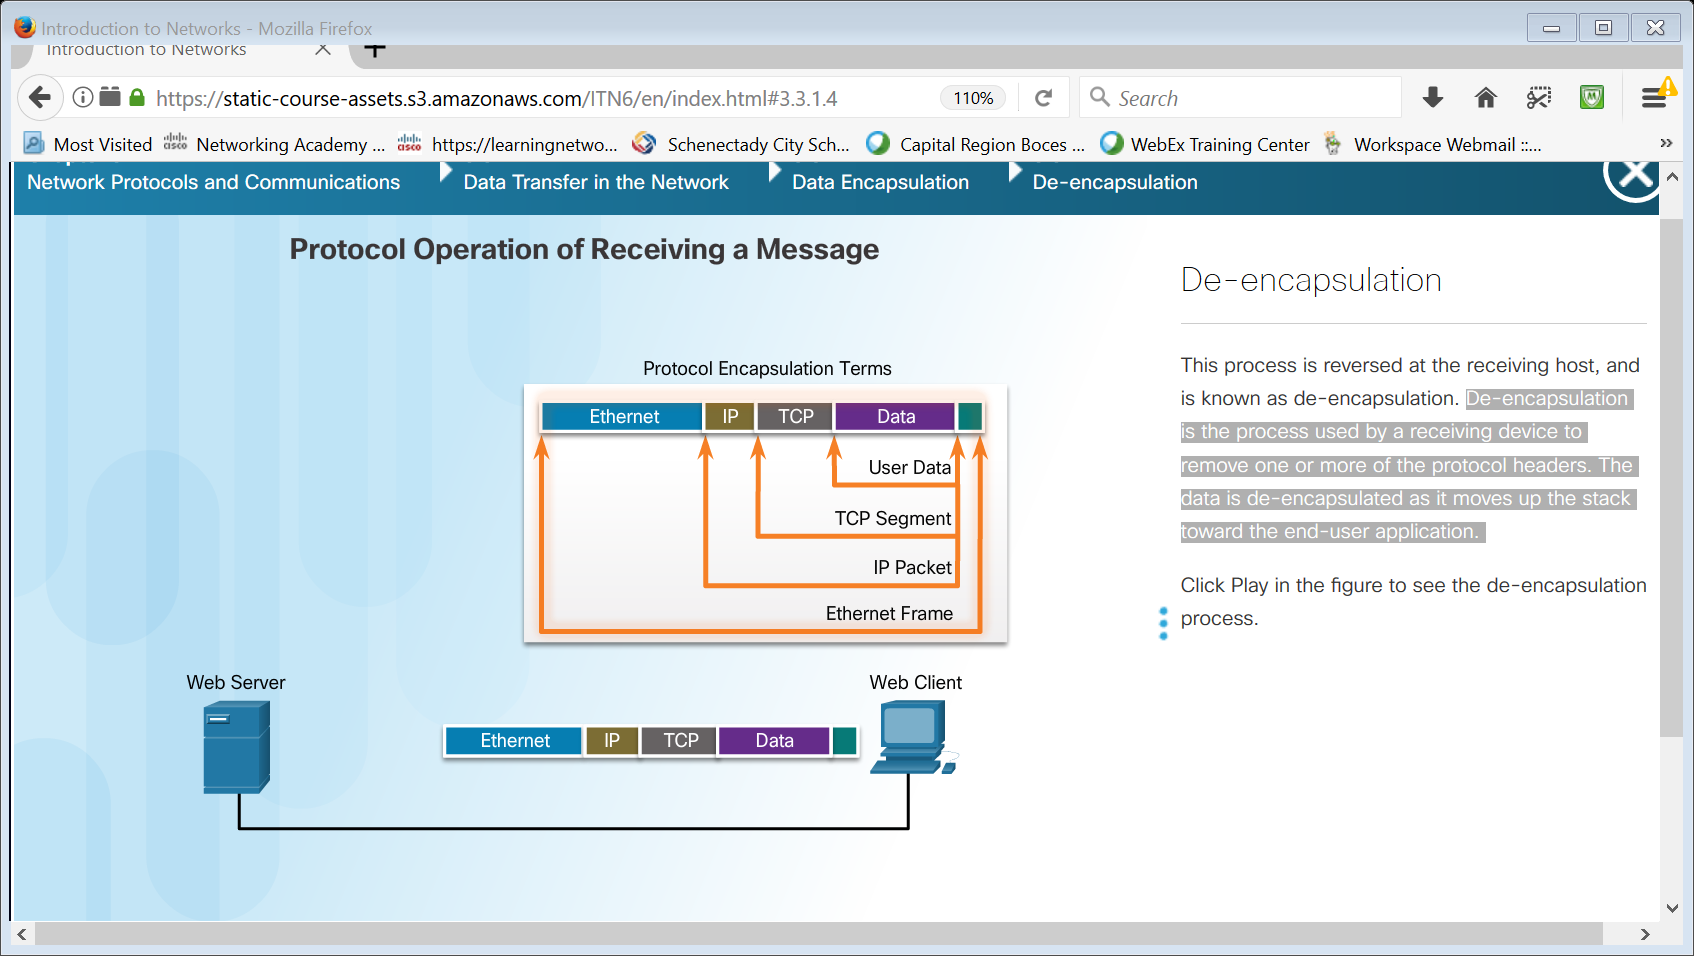 Introduction to Networks - Mozilla Firefox
Introduction to Networks
https://static-course-assets.s3.amazonaws.com/ITN6/en/index.html#3.3.1.4
110%
Search
Most Visited
Networking Academy ...
https://learningnetwo...
Schenectady City Sch...
Capital Region Boces ...
WebEx Training Center
Workspace Webmail ::...
Network Protocols and Communications
Data Transfer in the Network
Data Encapsulation
De-encapsulation
Protocol Operation of Receiving a Message
Protocol Encapsulation Terms
Ethernet IP TCP Data
User Data
TCP Segment
IP Packet
Ethernet Frame
Web Server
Web Client
Ethernet IP TCP Data
De-encapsulation
This process is reversed at the receiving host, and
is known as de-encapsulation. De-encapsulation
is the process used by a receiving device to
remove one or more of the protocol headers. The
data is de-encapsulated as it moves up the stack
toward the end-user application.
Click Play in the figure to see the de-encapsulation
process.